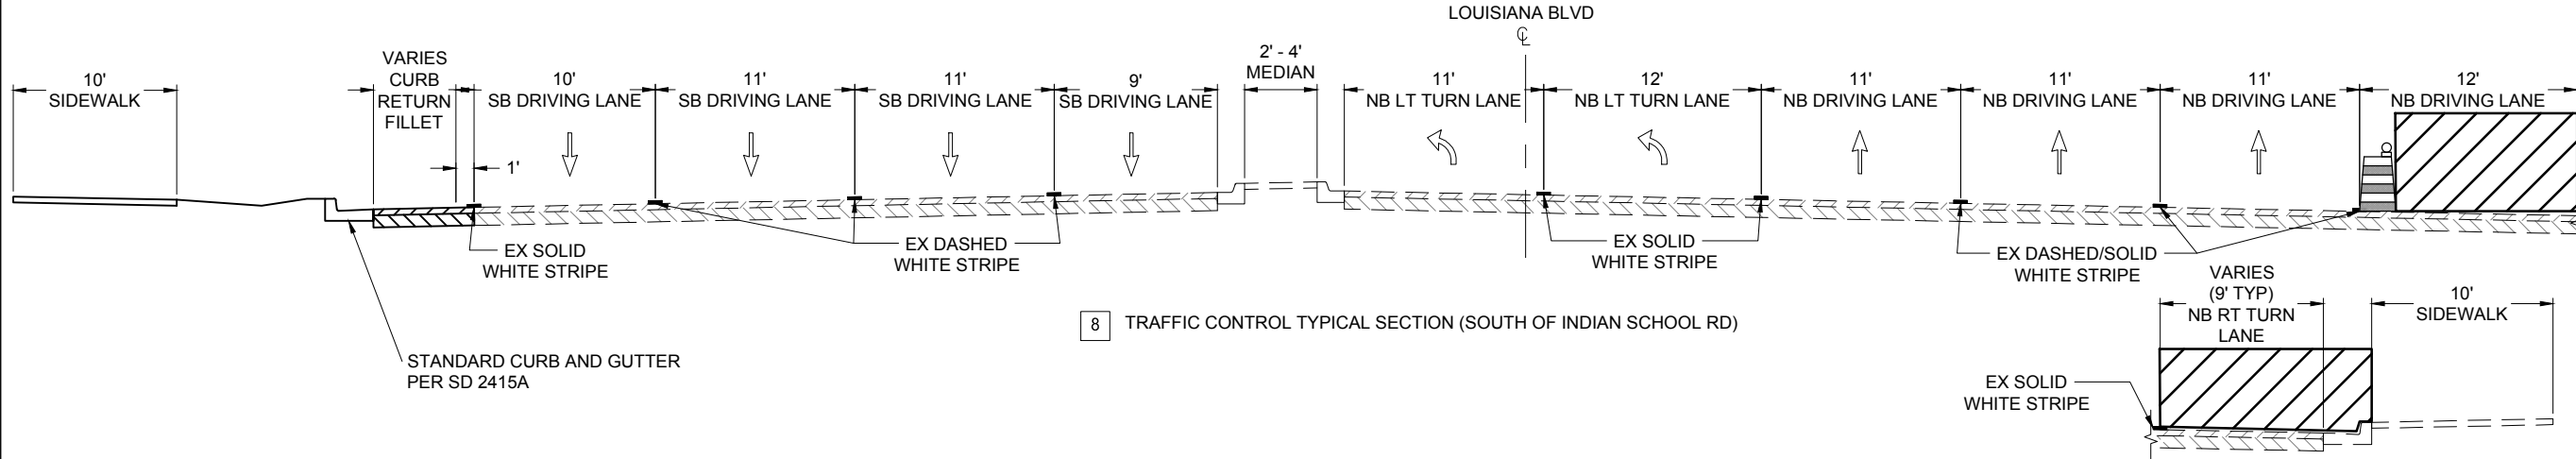 LOUISIANA BLVD
℄
10'
SIDEWALK
VARIES
CURB
RETURN
FILLET
1'
10'
SB DRIVING LANE
11'
SB DRIVING LANE
11'
SB DRIVING LANE
9'
SB DRIVING LANE
2' - 4'
MEDIAN
11'
NB LT TURN LANE
12'
NB LT TURN LANE
11'
NB DRIVING LANE
11'
NB DRIVING LANE
11'
NB DRIVING LANE
12'
NB DRIVING LANE
EX SOLID
WHITE STRIPE
EX DASHED
WHITE STRIPE
EX SOLID
WHITE STRIPE
EX DASHED/SOLID
WHITE STRIPE
STANDARD CURB AND GUTTER
PER SD 2415A
8 TRAFFIC CONTROL TYPICAL SECTION (SOUTH OF INDIAN SCHOOL RD)
VARIES
(9' TYP)
NB RT TURN
LANE
10'
SIDEWALK
EX SOLID
WHITE STRIPE